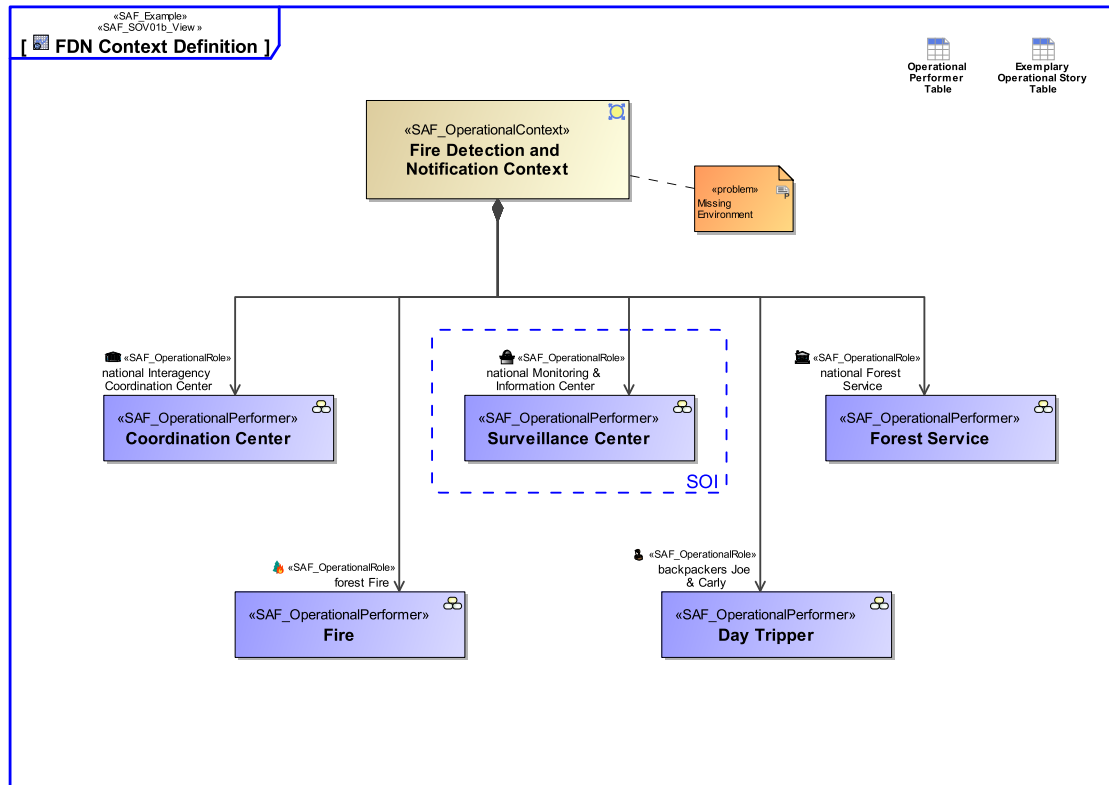 «SAF_Example»
«SAF_SOV01b_View »
[ FDN Context Definition ]
Operational
Performer
Table
Exemplary
Operational Story
Table
«SAF_OperationalContext»
Fire Detection and
Notification Context
«problem»
Missing
Environment
«SAF_OperationalRole»
national Interagency
Coordination Center
«SAF_OperationalPerformer»
Coordination Center
«SAF_OperationalRole»
national Monitoring &
Information Center
«SAF_OperationalPerformer»
Surveillance Center
SOI
«SAF_OperationalRole»
national Forest
Service
«SAF_OperationalPerformer»
Forest Service
«SAF_OperationalRole»
forest Fire
«SAF_OperationalPerformer»
Fire
«SAF_OperationalRole»
backpackers Joe
& Carly
«SAF_OperationalPerformer»
Day Tripper